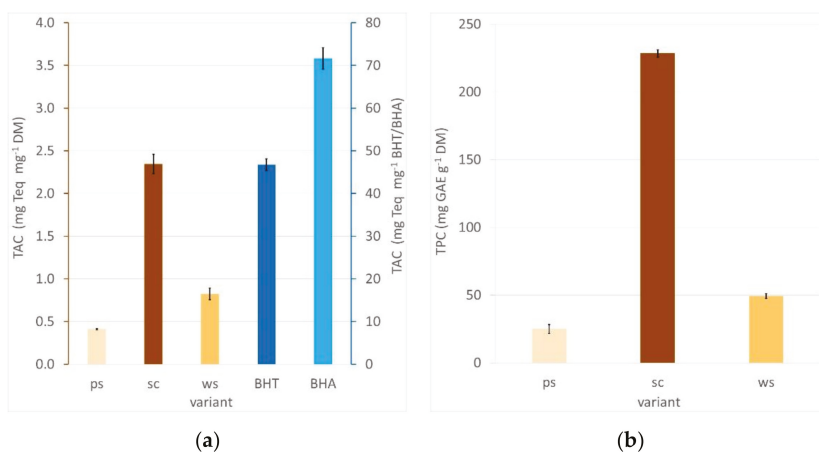 4.0
3.5
3.0
2.5
2.0
1.5
1.0
0.5
0.0
TAC (mg Teq mg⁻¹ DM)
80
70
60
50
40
30
20
10
0
TAC (mg Teq mg⁻¹ BHT/BHA)
ps sc ws BHT BHA
variant
(a)
250
200
150
100
50
0
TPC (mg GAE g⁻¹ DM)
ps sc ws
variant
(b)